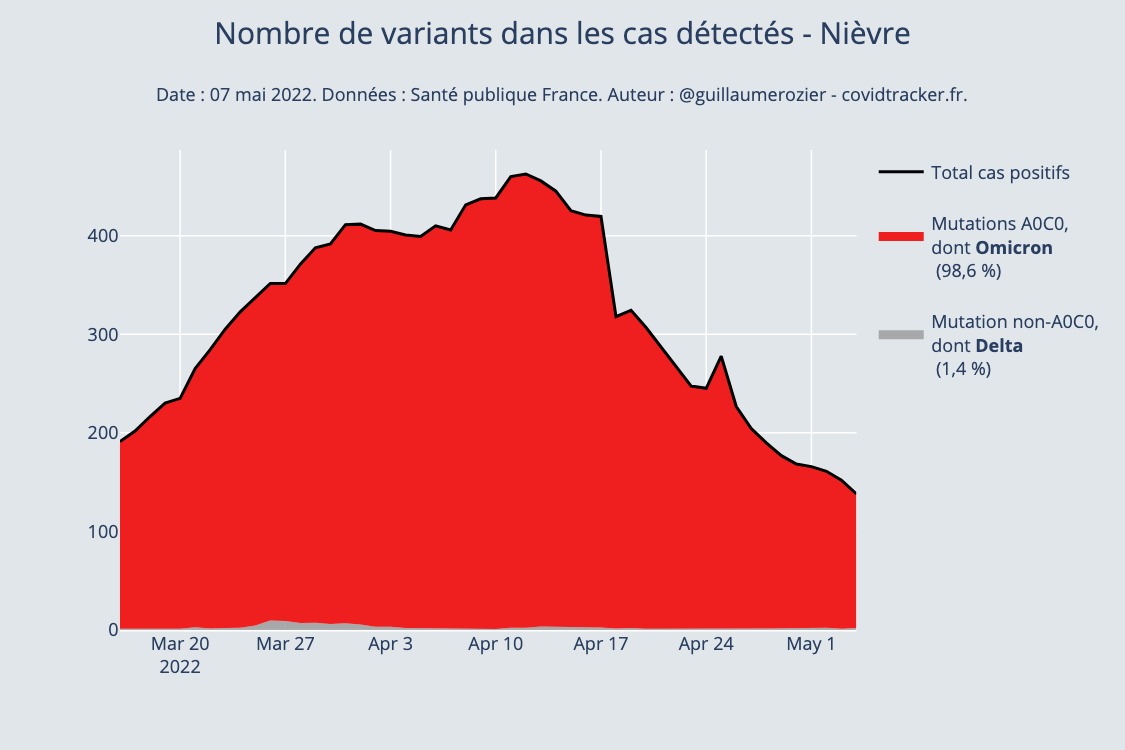 Nombre de variants dans les cas détectés - Nièvre
Date : 07 mai 2022. Données : Santé publique France. Auteur : @guillaumerozier - covidtracker.fr.
Total cas positifs
Mutations A0C0,
dont Omicron
(98,6 %)
Mutation non-A0C0,
dont Delta
(1,4 %)
400
300
200
100
0
Mar 20
2022
Mar 27
Apr 3
Apr 10
Apr 17
Apr 24
May 1